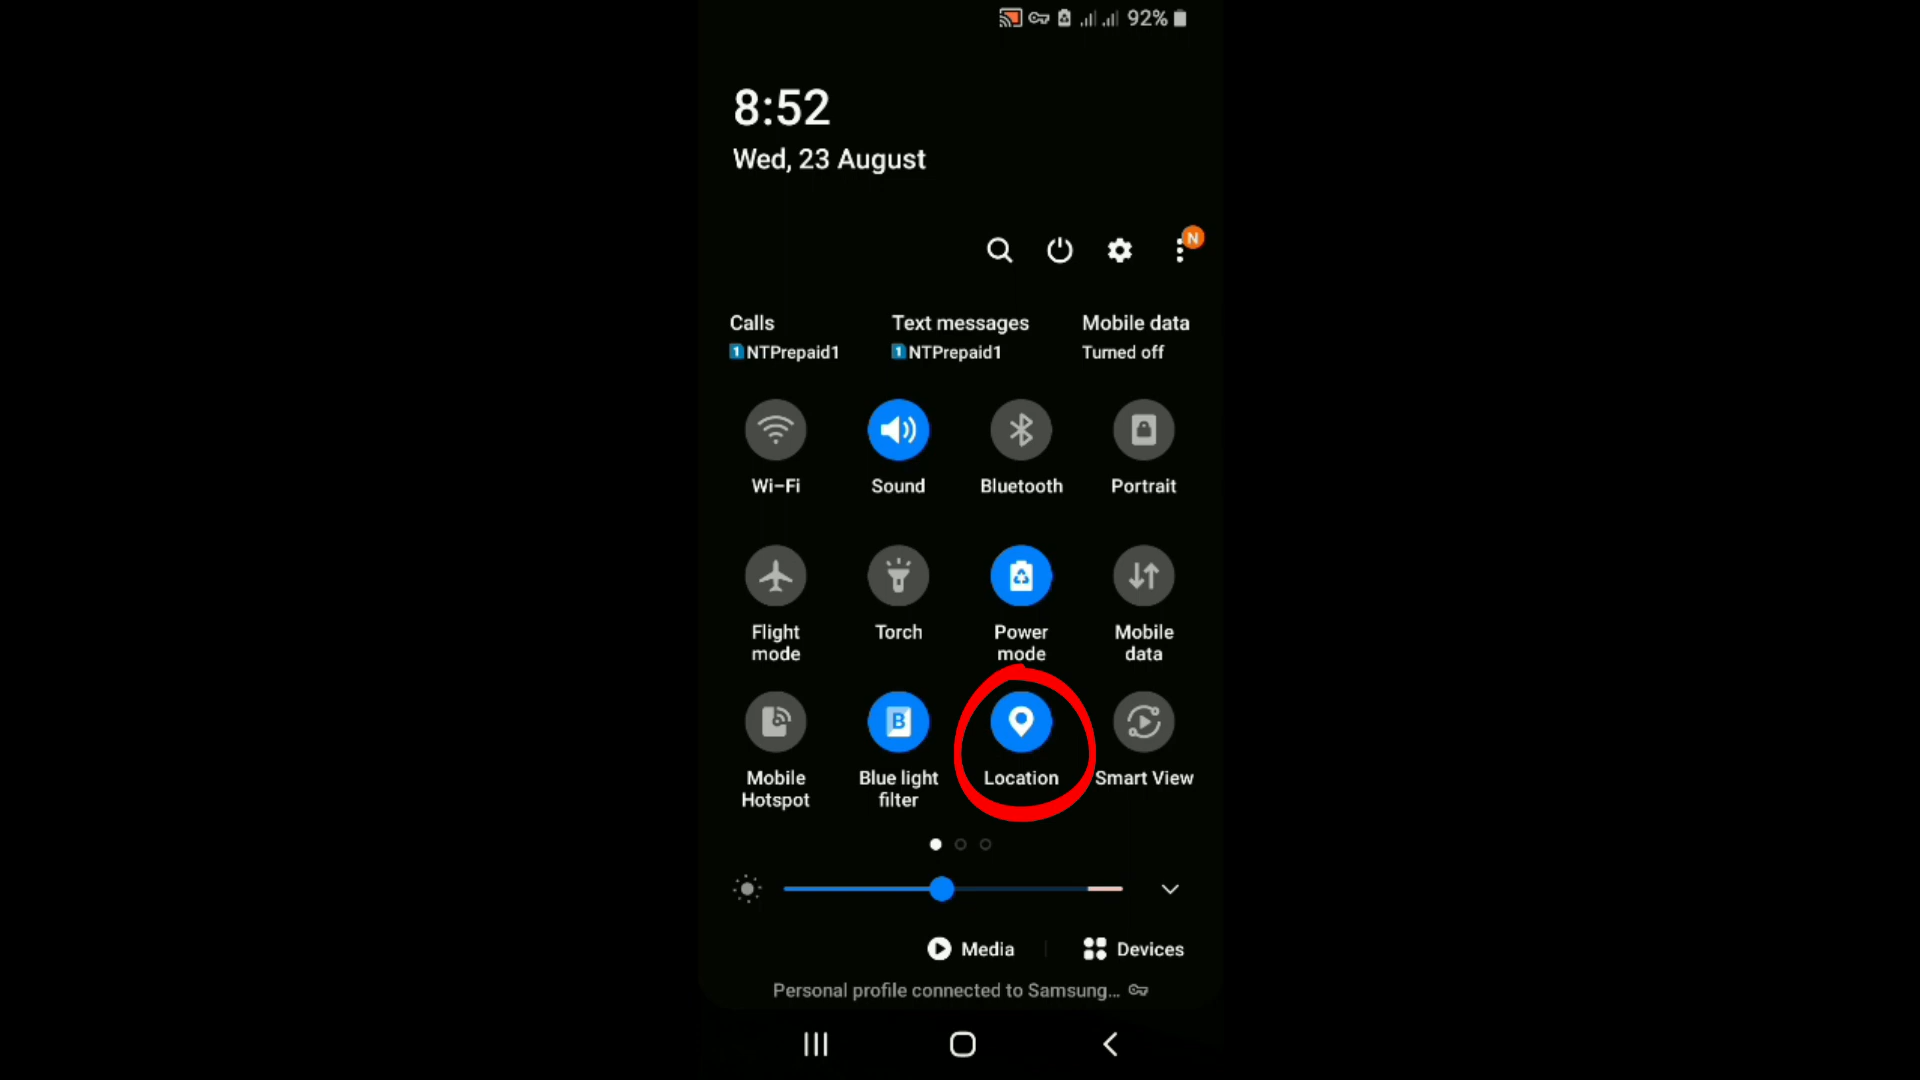 92%
8:52
Wed, 23 August
N
Calls
Text messages
Mobile data
1 NTPrepaid1
1 NTPrepaid1
Turned off
Wi-Fi
Sound
Bluetooth
Portrait
Flight
mode
Torch
Power
mode
Mobile
data
B
Mobile
Hotspot
Blue light
filter
Location
Smart View
Media
Devices
Personal profile connected to Samsung...